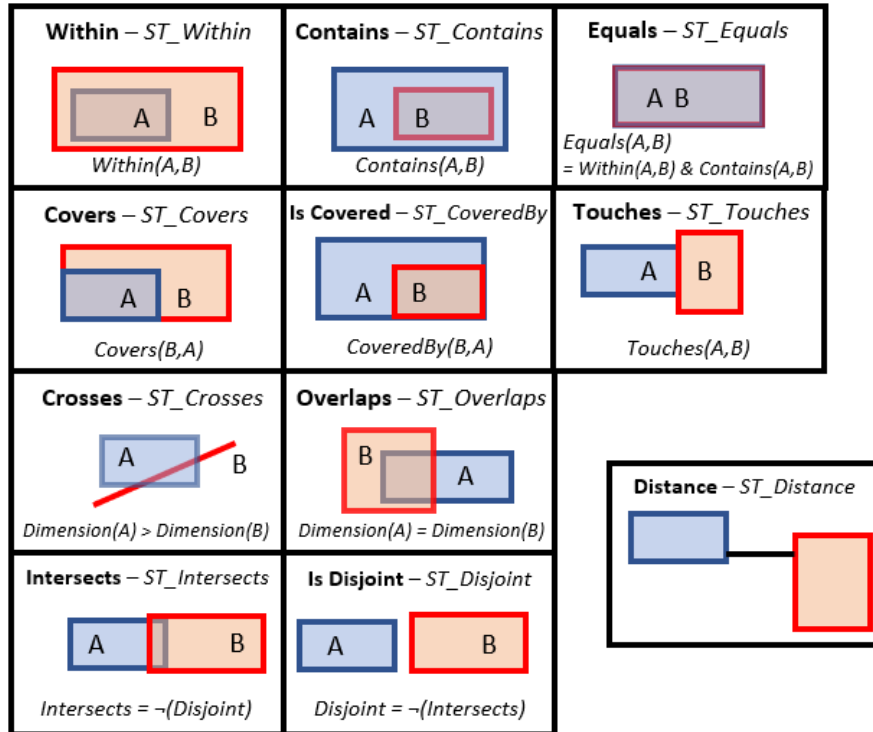 Within – ST_Within
A B
Within(A,B)
Contains – ST_Contains
A B
Contains(A,B)
Equals – ST_Equals
A B
Equals(A,B)
= Within(A,B) & Contains(A,B)
Covers – ST_Covers
A B
Covers(B,A)
Is Covered – ST_CoveredBy
A B
CoveredBy(B,A)
Touches – ST_Touches
A B
Touches(A,B)
Crosses – ST_Crosses
A B
Dimension(A) > Dimension(B)
Overlaps – ST_Overlaps
B A
Dimension(A) = Dimension(B)
Distance – ST_Distance
Intersects – ST_Intersects
A B
Intersects = ¬(Disjoint)
Is Disjoint – ST_Disjoint
A B
Disjoint = ¬(Intersects)